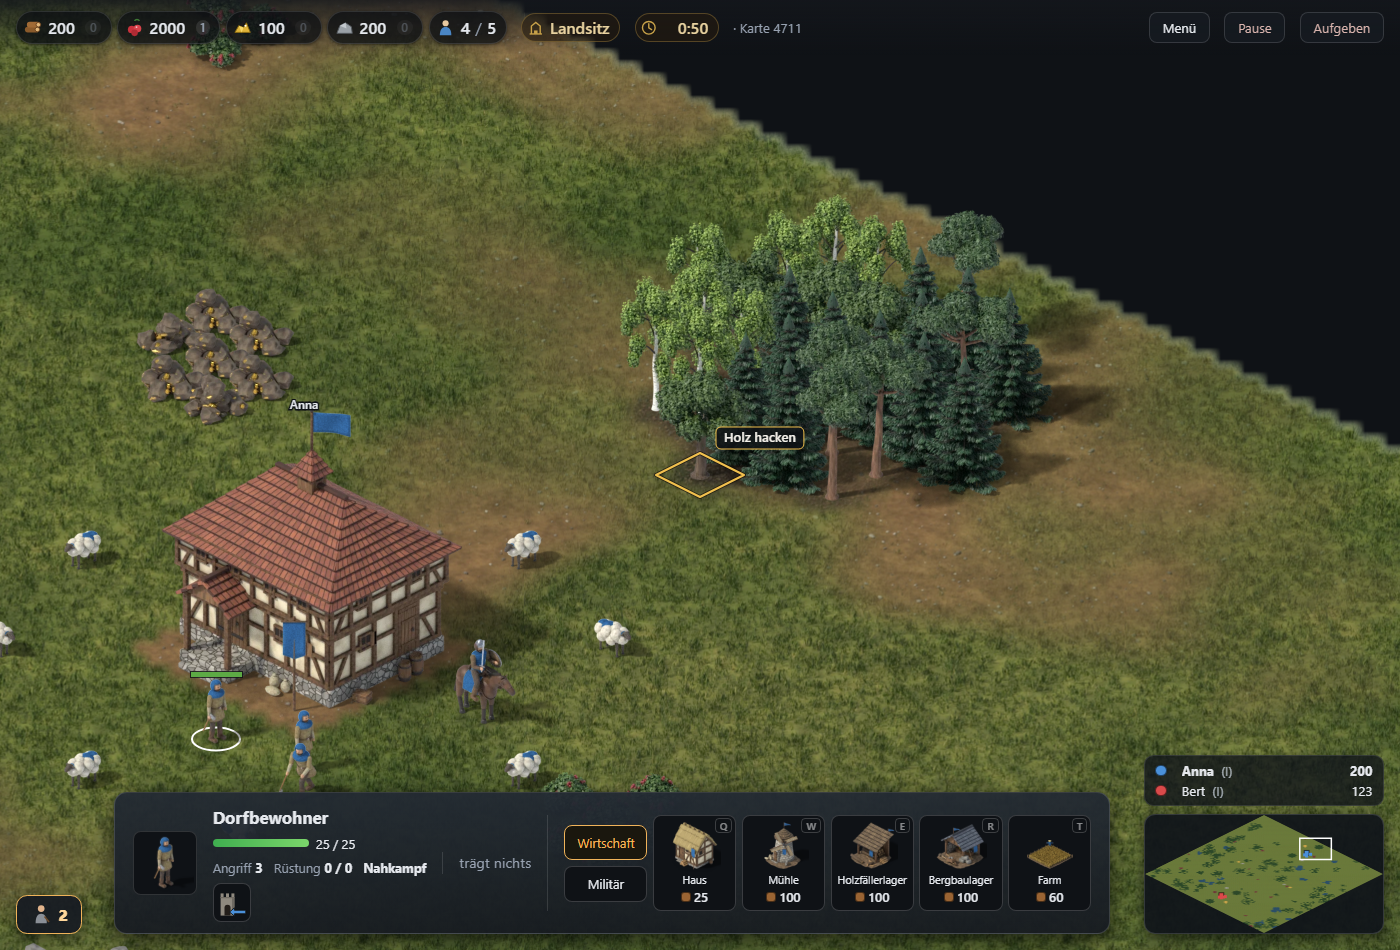 200 0
2000 1
100 0
200 0
4 / 5
Landsitz
0:50
· Karte 4711
Menü
Pause
Aufgeben
Anna
Holz hacken
Anna (I) 200
Bert (I) 123
Dorfbewohner
25 / 25
Angriff 3 Rüstung 0 / 0 Nahkampf
trägt nichts
Wirtschaft
Militär
Q
Haus
25
W
Mühle
100
E
Holzfällerlager
100
R
Bergbaulager
100
T
Farm
60
2